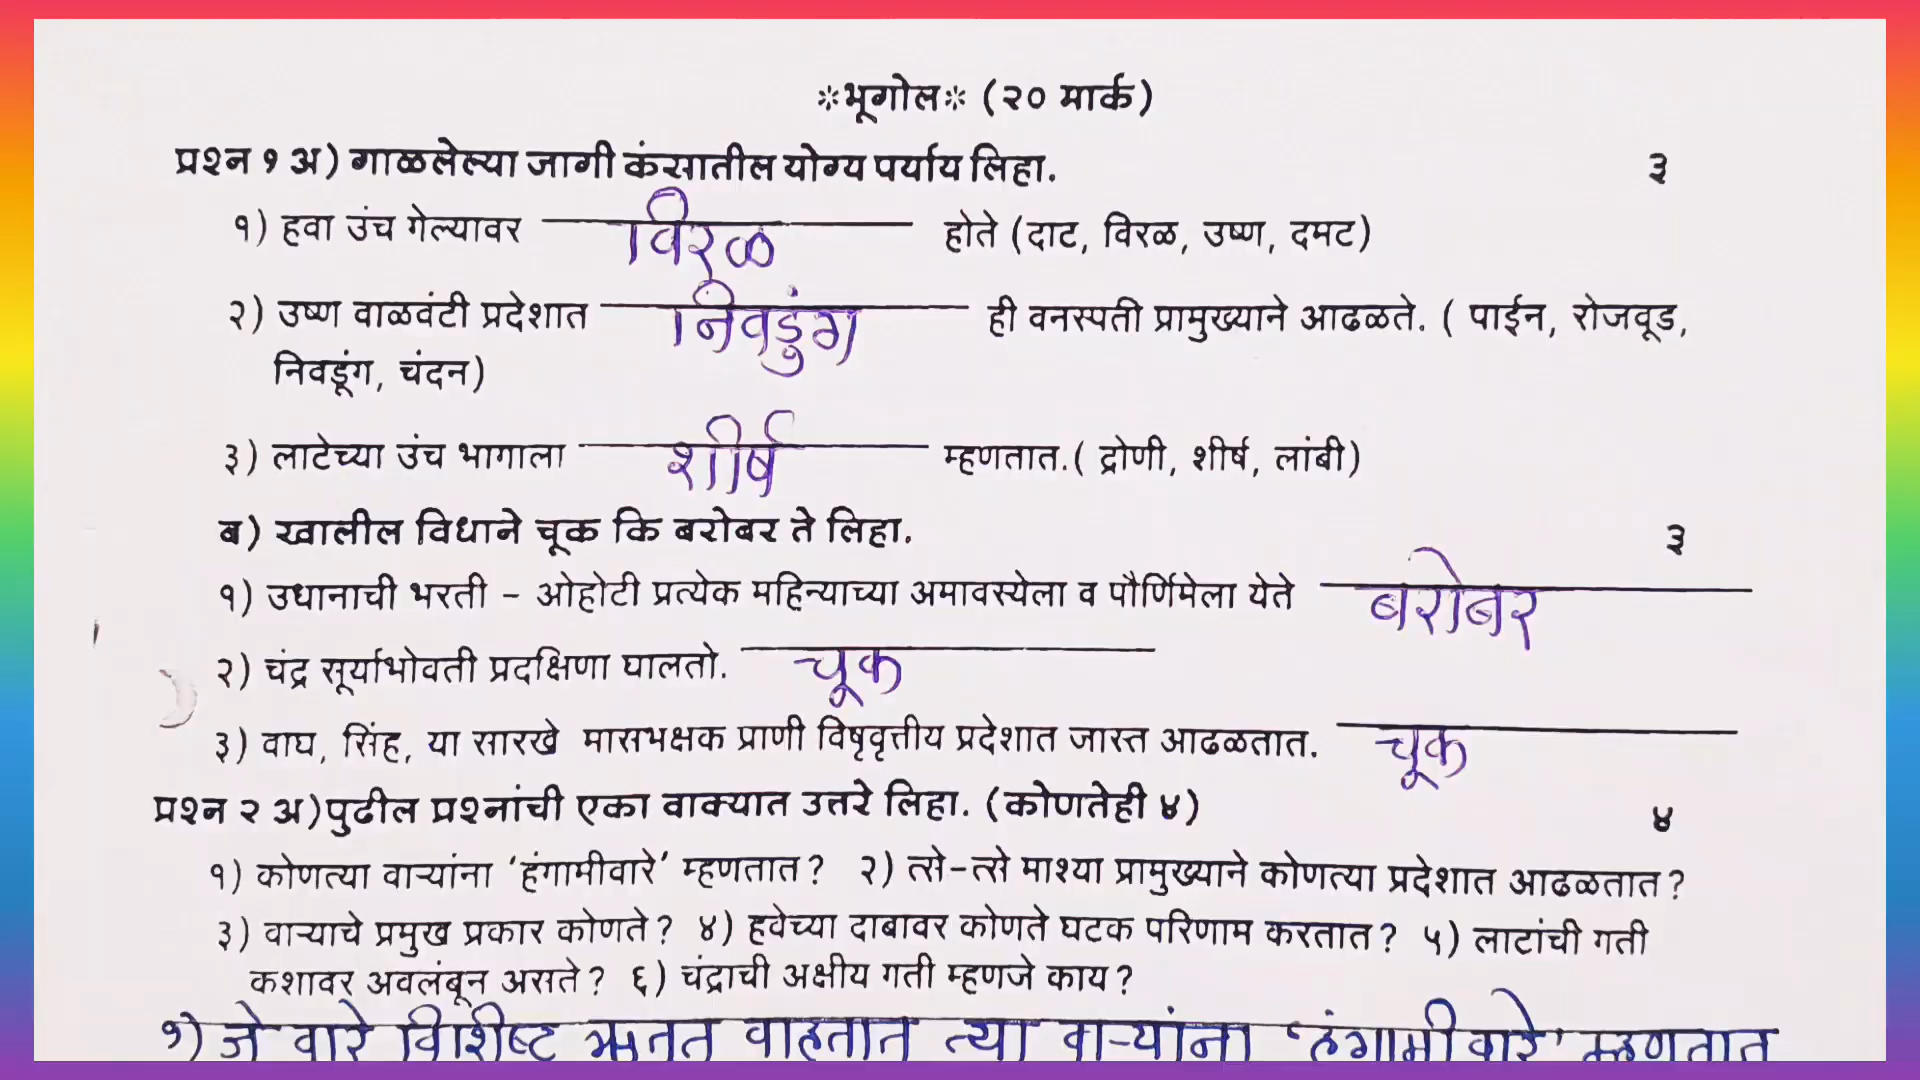 *भूगोल* (२० मार्क)
प्रश्न १ अ) गाळलेल्या जागी कंसातील योग्य पर्याय लिहा. ३
१) हवा उंच गेल्यावर विरळ होते (दाट, विरळ, उष्ण, दमट)
२) उष्ण वाळवंटी प्रदेशात निवडुंग ही वनस्पती प्रामुख्याने आढळते. ( पाईन, रोजवूड,
निवडूंग, चंदन)
३) लाटेच्या उंच भागाला शीर्ष म्हणतात.( द्रोणी, शीर्ष, लांबी)
ब) खालील विधाने चूक कि बरोबर ते लिहा. ३
१) उधानाची भरती - ओहोटी प्रत्येक महिन्याच्या अमावस्येला व पौर्णिमेला येते बरोबर
२) चंद्र सूर्याभोवती प्रदक्षिणा घालतो. चूक
३) वाघ, सिंह, या सारखे मासभक्षक प्राणी विषृवृत्तीय प्रदेशात जास्त आढळतात. चूक
प्रश्न २ अ)पुढील प्रश्नांची एका वाक्यात उत्तरे लिहा. (कोणतेही ४) ४
१) कोणत्या वाऱ्यांना 'हंगामीवारे' म्हणतात? २) त्से-त्से माश्या प्रामुख्याने कोणत्या प्रदेशात आढळतात?
३) वाऱ्याचे प्रमुख प्रकार कोणते? ४) हवेच्या दाबावर कोणते घटक परिणाम करतात? ५) लाटांची गती
कशावर अवलंबून असते? ६) चंद्राची अक्षीय गती म्हणजे काय?
१) जे वारे विशिष्ट ऋतुत वाहतात त्या वाऱ्यांना 'हंगामी वारे' म्हणतात